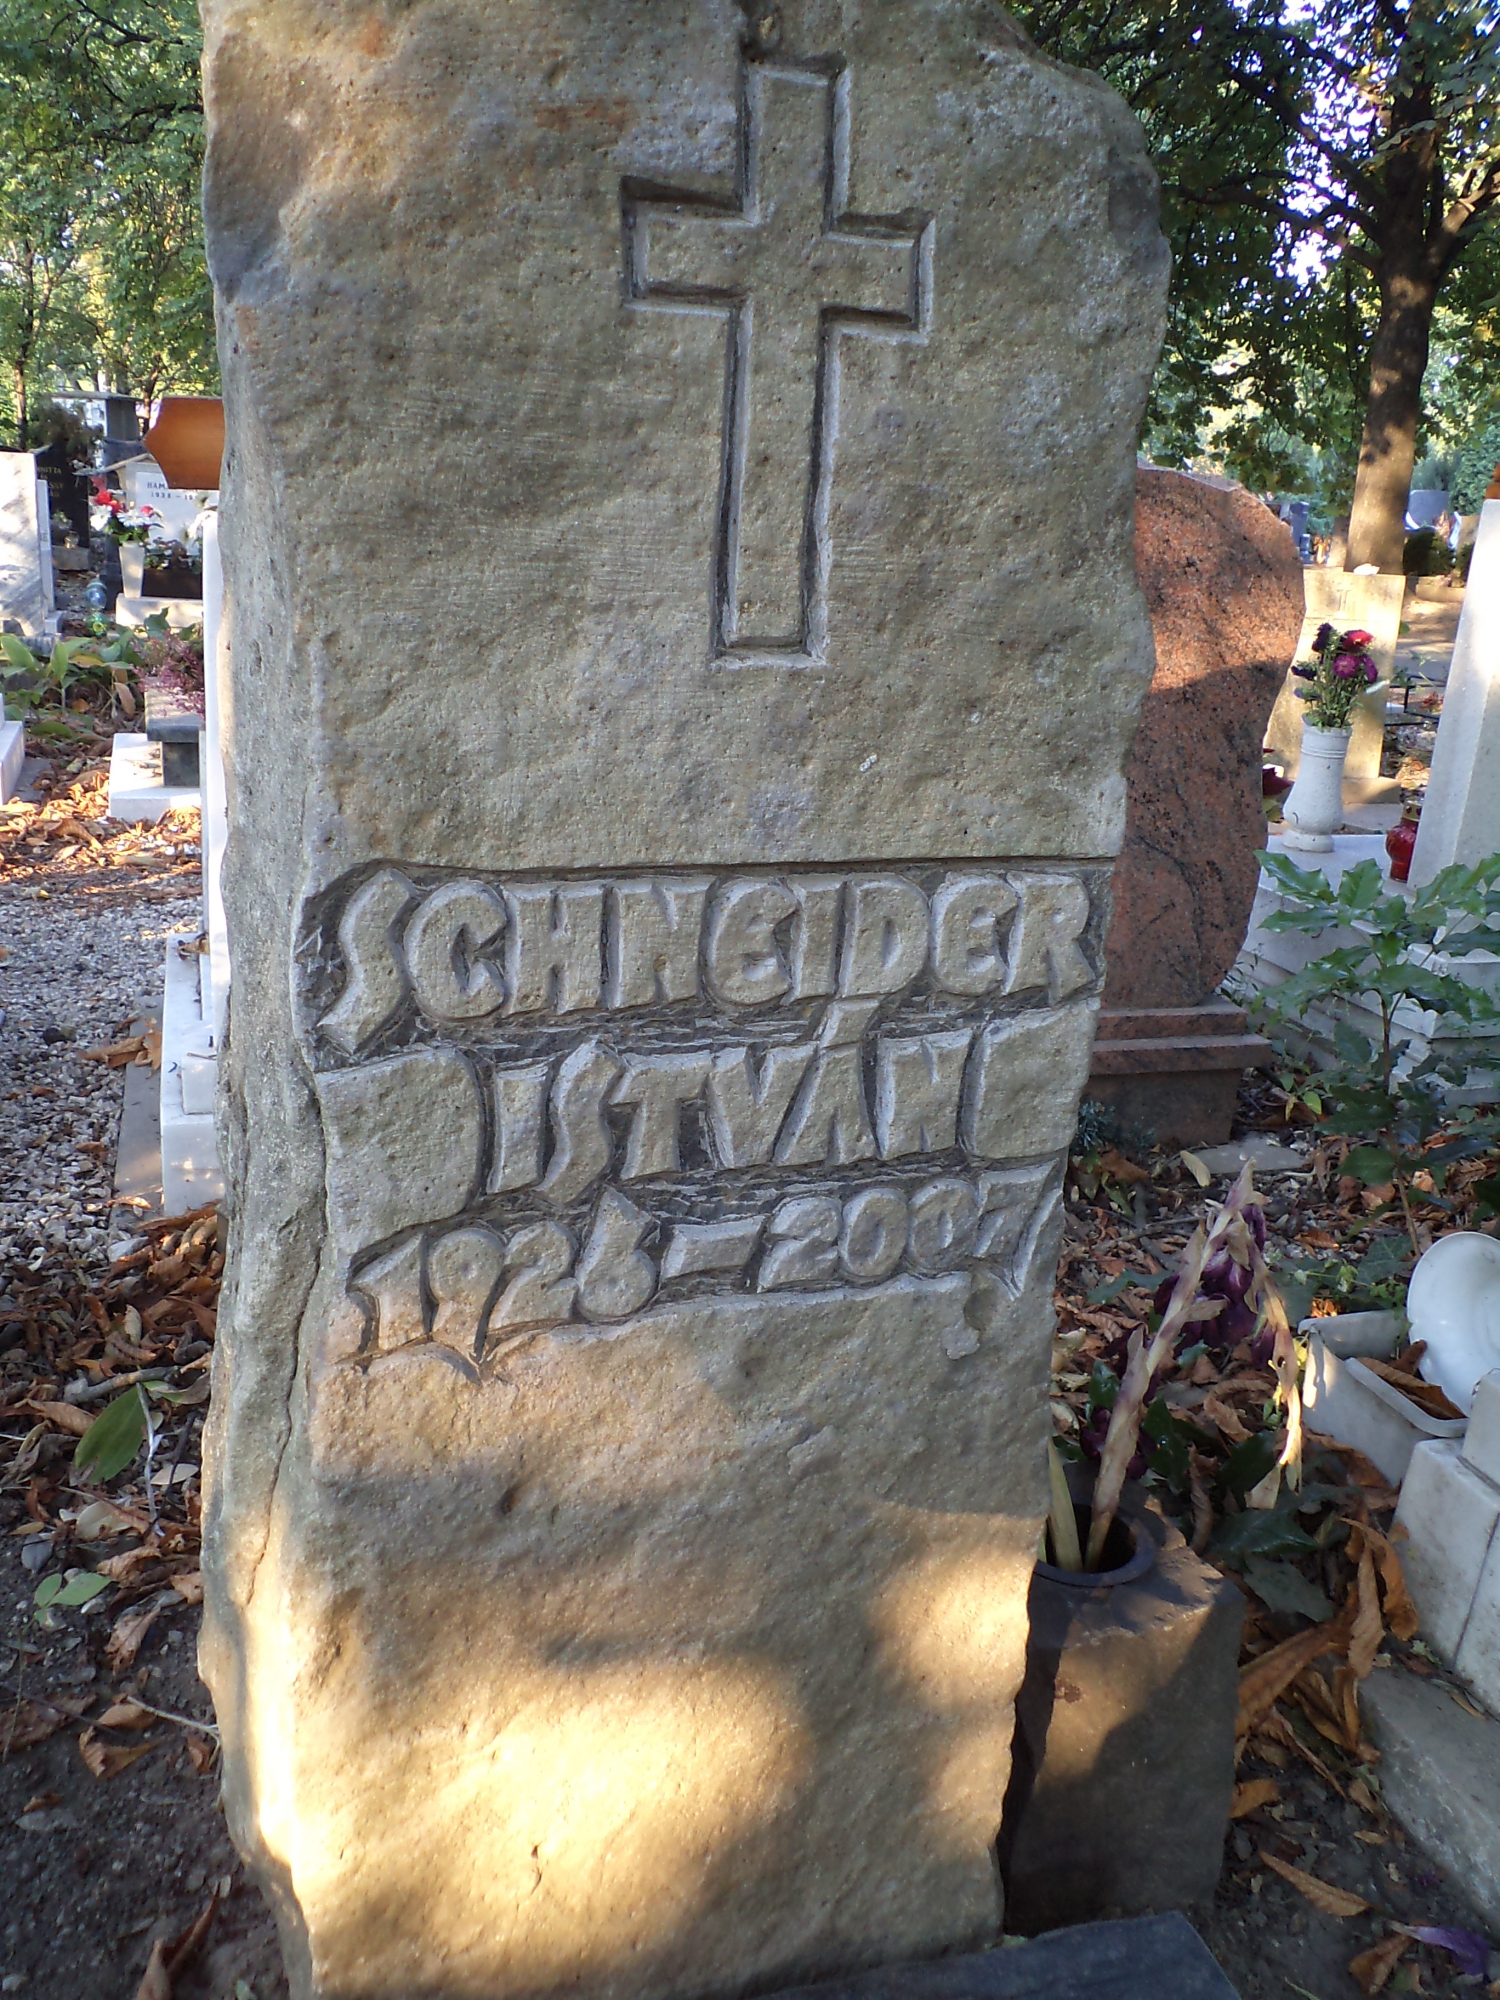 SCHNEIDER
ISTVÁN
1926-2007